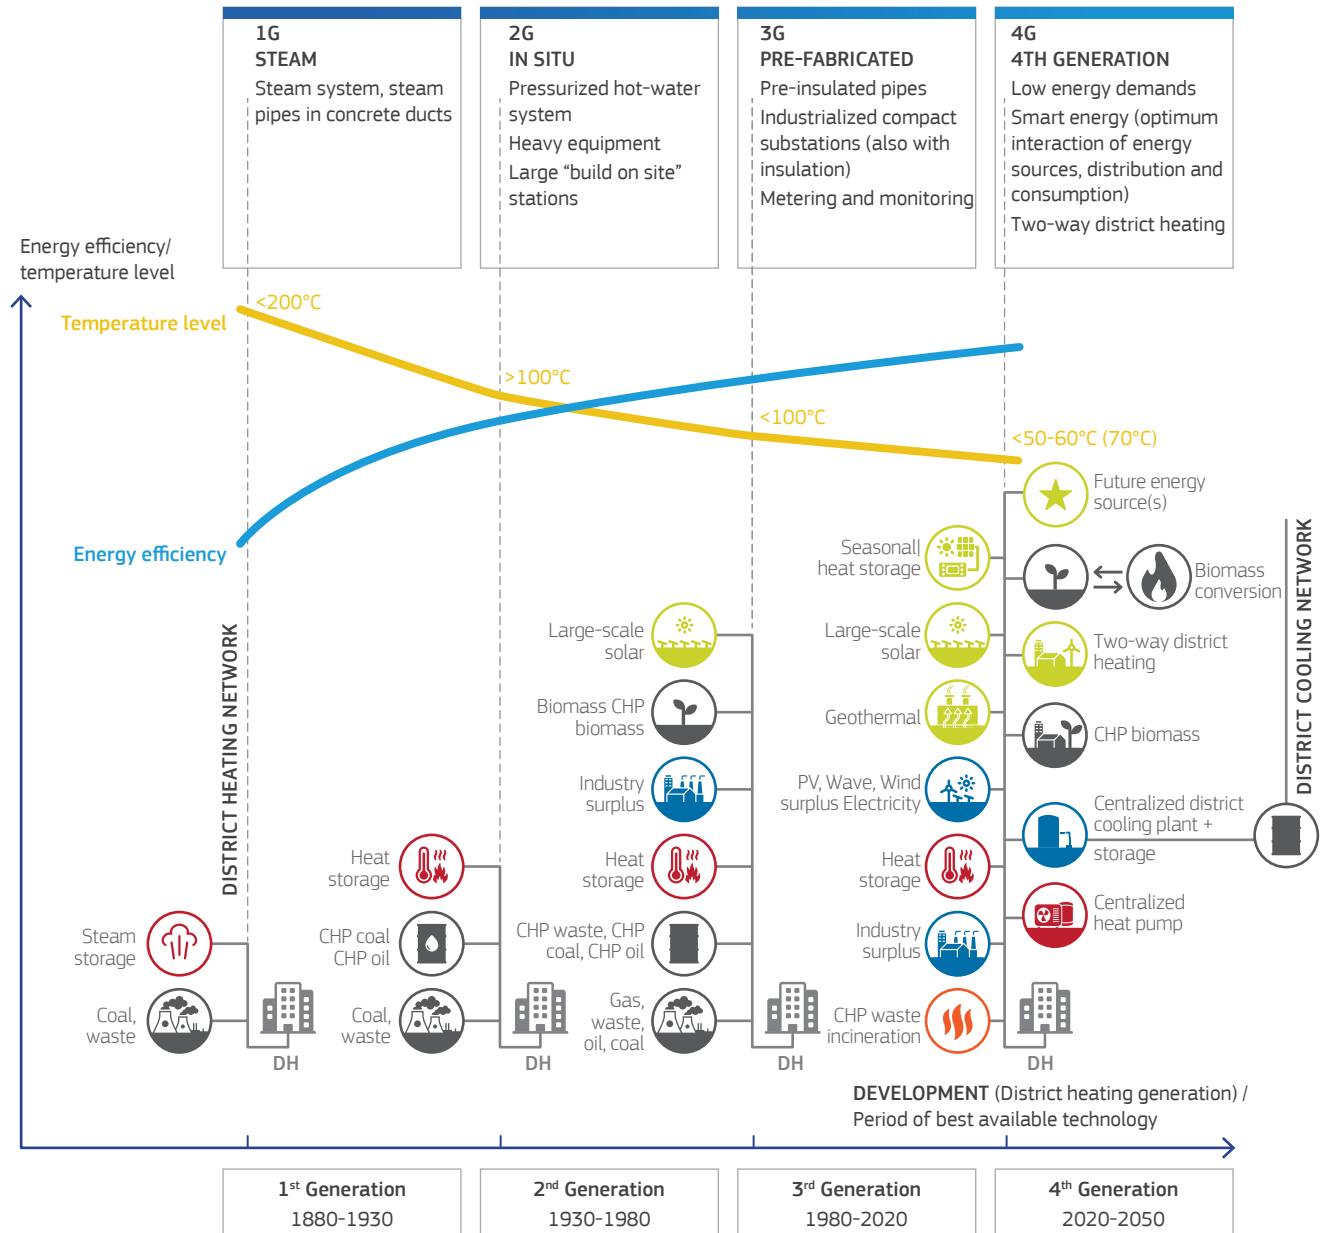 1G
STEAM
Steam system, steam
pipes in concrete ducts
2G
IN SITU
Pressurized hot-water
system
Heavy equipment
Large “build on site”
stations
3G
PRE-FABRICATED
Pre-insulated pipes
Industrialized compact
substations (also with
insulation)
Metering and monitoring
4G
4TH GENERATION
Low energy demands
Smart energy (optimum
interaction of energy
sources, distribution and
consumption)
Two-way district heating
Energy efficiency/
temperature level
Temperature level
<200°C
>100°C
<100°C
<50-60°C (70°C)
Energy efficiency
DISTRICT HEATING NETWORK
Steam
storage
Coal,
waste
DH
Heat
storage
CHP coal
CHP oil
Coal,
waste
DH
Large-scale
solar
Biomass CHP
biomass
Industry
surplus
Heat
storage
CHP waste, CHP
coal, CHP oil
Gas,
waste,
oil, coal
DH
Seasonal|
heat storage
Large-scale
solar
Geothermal
PV, Wave, Wind
surplus Electricity
Heat
storage
Industry
surplus
CHP waste
incineration
DH
Future energy
source(s)
Biomass
conversion
Two-way district
heating
CHP biomass
Centralized district
cooling plant +
storage
Centralized
heat pump
DISTRICT COOLING NETWORK
DEVELOPMENT (District heating generation) /
Period of best available technology
1st Generation
1880-1930
2nd Generation
1930-1980
3rd Generation
1980-2020
4th Generation
2020-2050